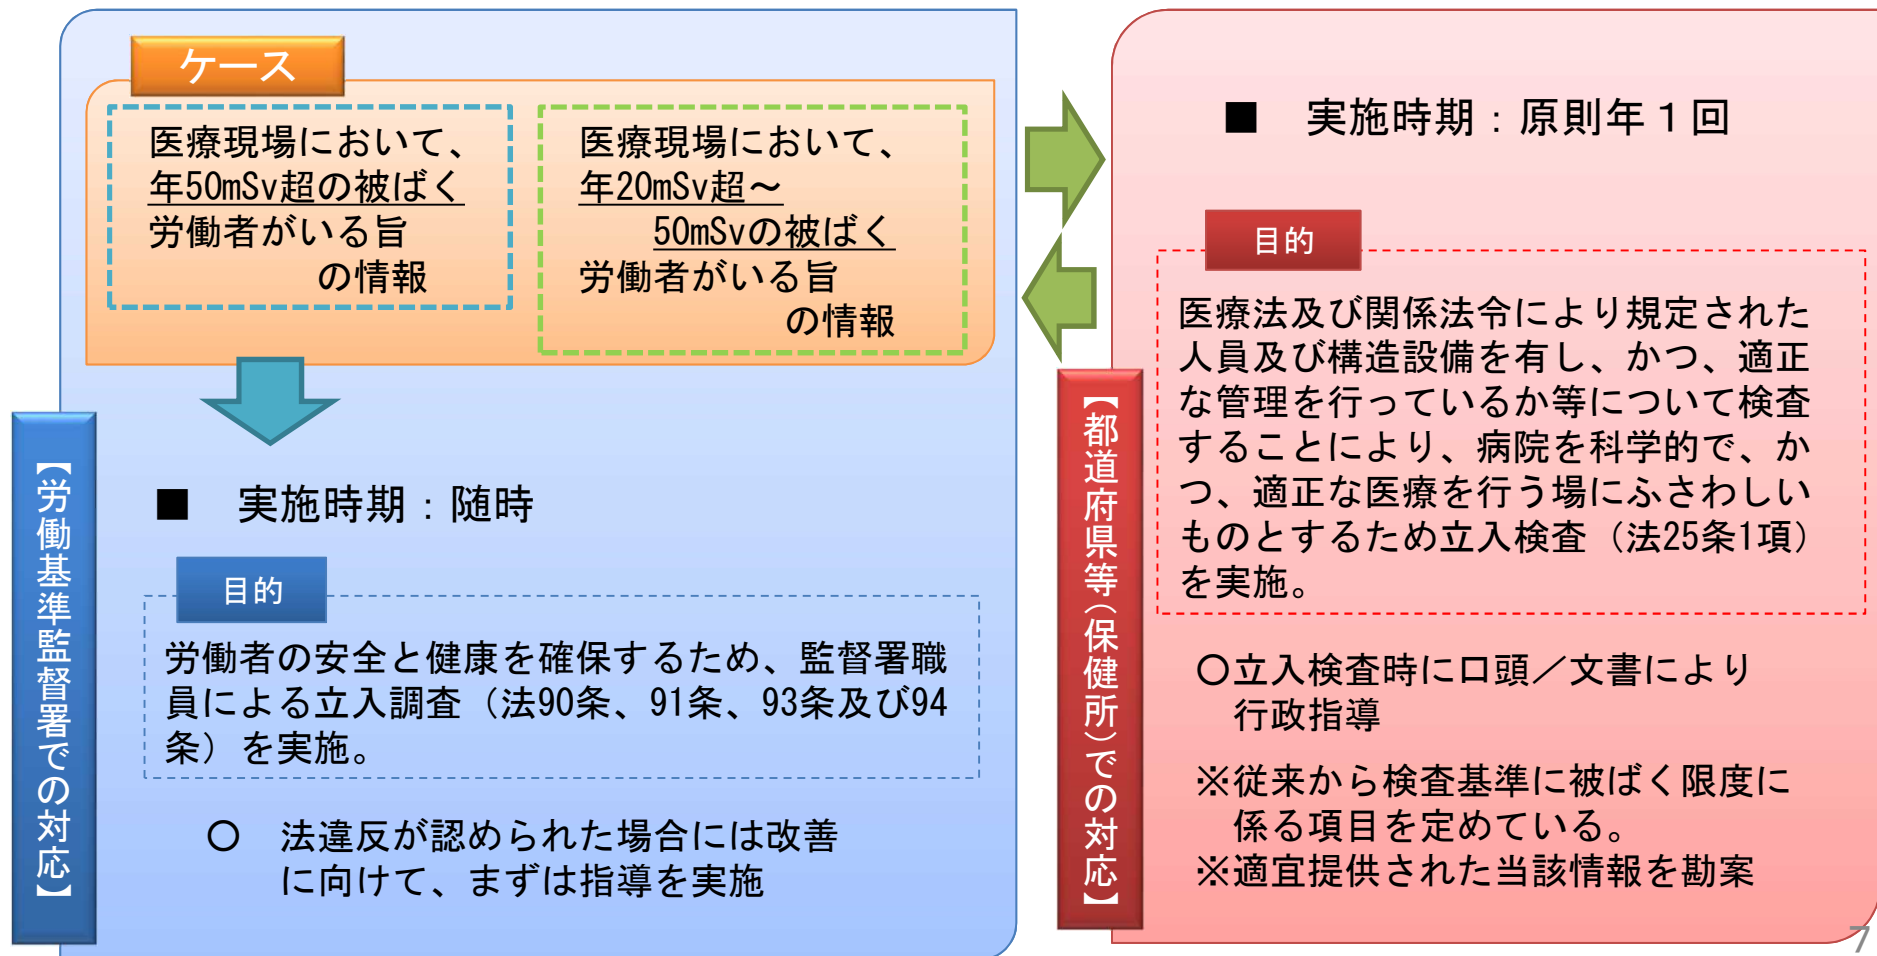 ケース
医療現場において、
年50mSv超の被ばく
労働者がいる旨
の情報
医療現場において、
年20mSv超～
50mSvの被ばく
労働者がいる旨
の情報
【労働基準監督署での対応】
■ 実施時期：随時
目的
労働者の安全と健康を確保するため、監督署職
員による立入調査（法90条、91条、93条及び94
条）を実施。
○ 法違反が認められた場合には改善
に向けて、まずは指導を実施
【都道府県等（保健所）での対応】
■ 実施時期：原則年１回
目的
医療法及び関係法令により規定された
人員及び構造設備を有し、かつ、適正
な管理を行っているか等について検査
することにより、病院を科学的で、か
つ、適正な医療を行う場にふさわしい
ものとするため立入検査（法25条1項）
を実施。
○立入検査時に口頭／文書により
行政指導
※従来から検査基準に被ばく限度に
係る項目を定めている。
※適宜提供された当該情報を勘案
7